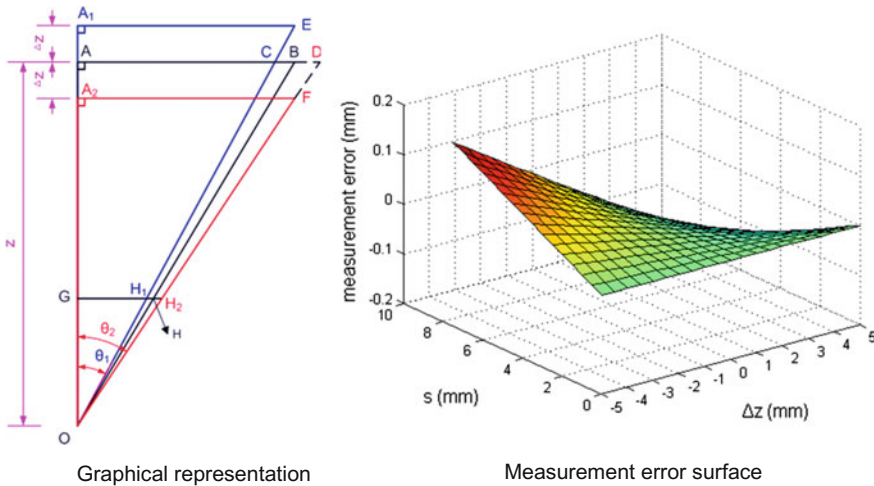 A1 E
ΔZ
A C B D
ΔZ
A2 F
Z
G H1 H2
H
θ2
θ1
O
Graphical representation
measurement error (mm)
0.2
0.1
0
-0.1
-0.2
10
8
6
4
2
0
s (mm)
-5 -4 -3 -2 -1 0 1 2 3 4 5
Δz (mm)
Measurement error surface